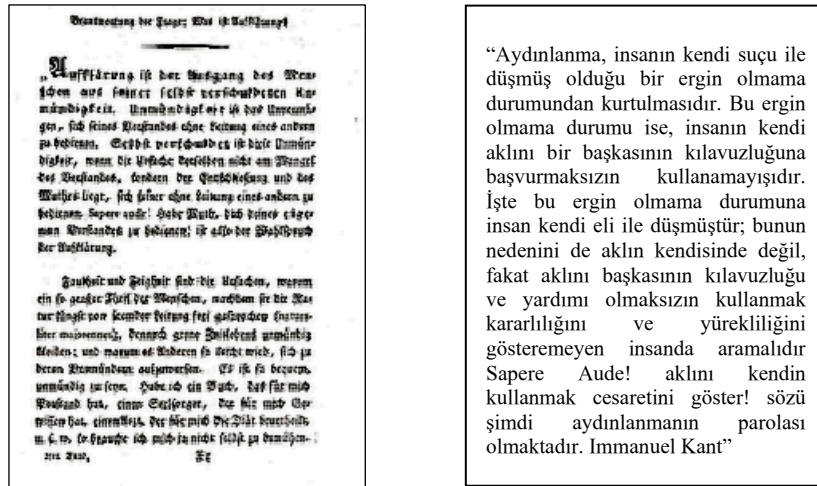 Beantwortung der Frage: Was ist Aufklärung?
„Aufklärung ist der Ausgang des Men-
schen aus seiner selbst verschuldeten Un-
mündigkeit. Unmündigkeit ist das Unvermö-
gen, sich seines Verstandes ohne Leitung eines andern
zu bedienen. Selbst verschuldet ist diese Unmün-
digkeit, wenn die Ursache derselben nicht am Mangel
des Verstandes, sondern der Entschließung und des
Muthes liegt, sich seiner ohne Leitung eines andern zu
bedienen. Sapere aude! Habe Muth, dich deines eige-
nen Verstandes zu bedienen! ist also der Wahlspruch
der Aufklärung.
Faulheit und Feigheit sind die Ursachen, warum
ein so großer Theil der Menschen, nachdem sie die Na-
tur längst von fremder Leitung frei gesprochen
dennoch gerne Zeitlebens unmündig
bleiben; und warum es Anderen so leicht wird, sich zu
deren Vormündern aufzuwerfen. Es ist so bequem,
unmündig zu seyn. Habe ich ein Buch, das für mich
Verstand hat, einen Seelsorger, der für mich Ge-
wissen hat, einen Arzt, der für mich die Diät beurtheilt,
u. s. w. so brauche ich mich ja nicht selbst zu bemühen.
“Aydınlanma, insanın kendi suçu ile
düşmüş olduğu bir ergin olmama
durumundan kurtulmasıdır. Bu ergin
olmama durumu ise, insanın kendi
aklını bir başkasının kılavuzluğuna
başvurmaksızın kullanamayışıdır.
İşte bu ergin olmama durumuna
insan kendi eli ile düşmüştür; bunun
nedenini de aklın kendisinde değil,
fakat aklını başkasının kılavuzluğu
ve yardımı olmaksızın kullanmak
kararlılığını ve yürekliliğini
gösteremeyen insanda aramalıdır
Sapere Aude! aklını kendin
kullanmak cesaretini göster! sözü
şimdi aydınlanmanın parolası
olmaktadır. Immanuel Kant”